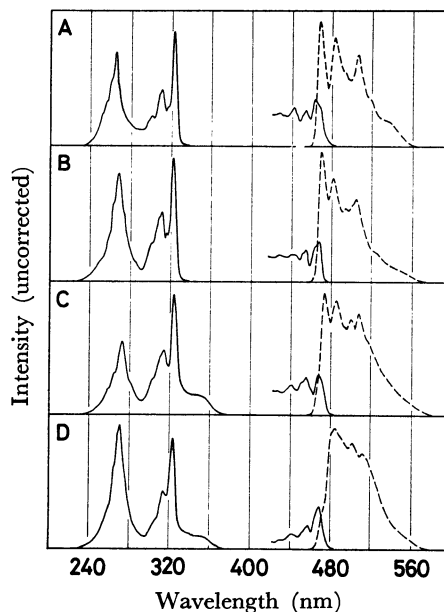 A
B
C
D
Intensity (uncorrected)
240 320 400 480 560
Wavelength (nm)